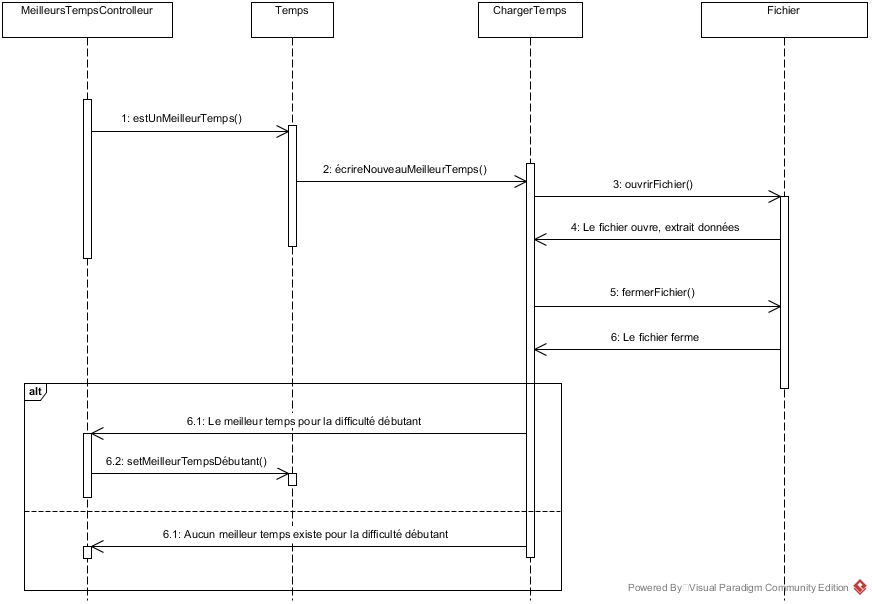 MeilleursTempsControlleur
Temps
ChargerTemps
Fichier
1: estUnMeilleurTemps()
2: écrireNouveauMeilleurTemps()
3: ouvrirFichier()
4: Le fichier ouvre, extrait données
5: fermerFichier()
6: Le fichier ferme
alt
6.1: Le meilleur temps pour la difficulté débutant
6.2: setMeilleurTempsDébutant()
6.1: Aucun meilleur temps existe pour la difficulté débutant
Powered By Visual Paradigm Community Edition